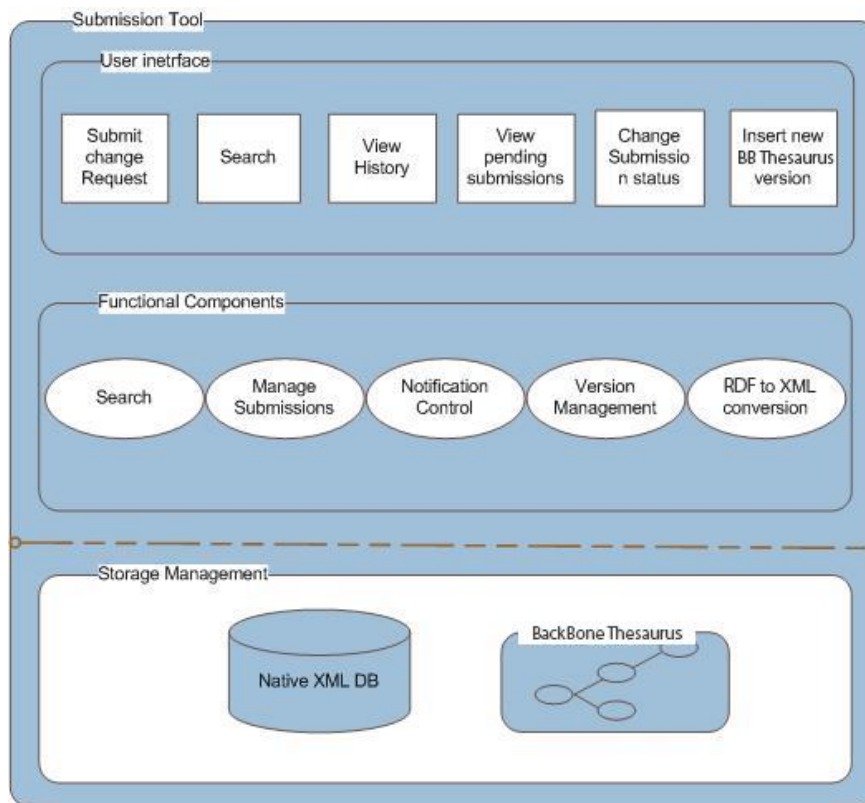 Submission Tool
User inetrface
Submit
change
Request
Search
View
History
View
pending
submissions
Change
Submissio
n status
Insert new
BB Thesaurus
version
Functional Components
Search
Manage
Submissions
Notification
Control
Version
Management
RDF to XML
conversion
Storage Management
Native XML DB
BackBone Thesaurus